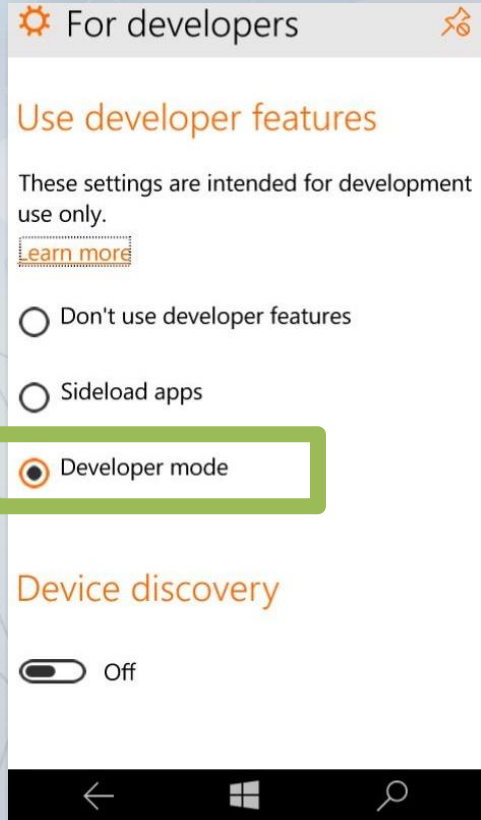 For developers
Use developer features
These settings are intended for development
use only.
Learn more
Don't use developer features
Sideload apps
Developer mode
Device discovery
Off